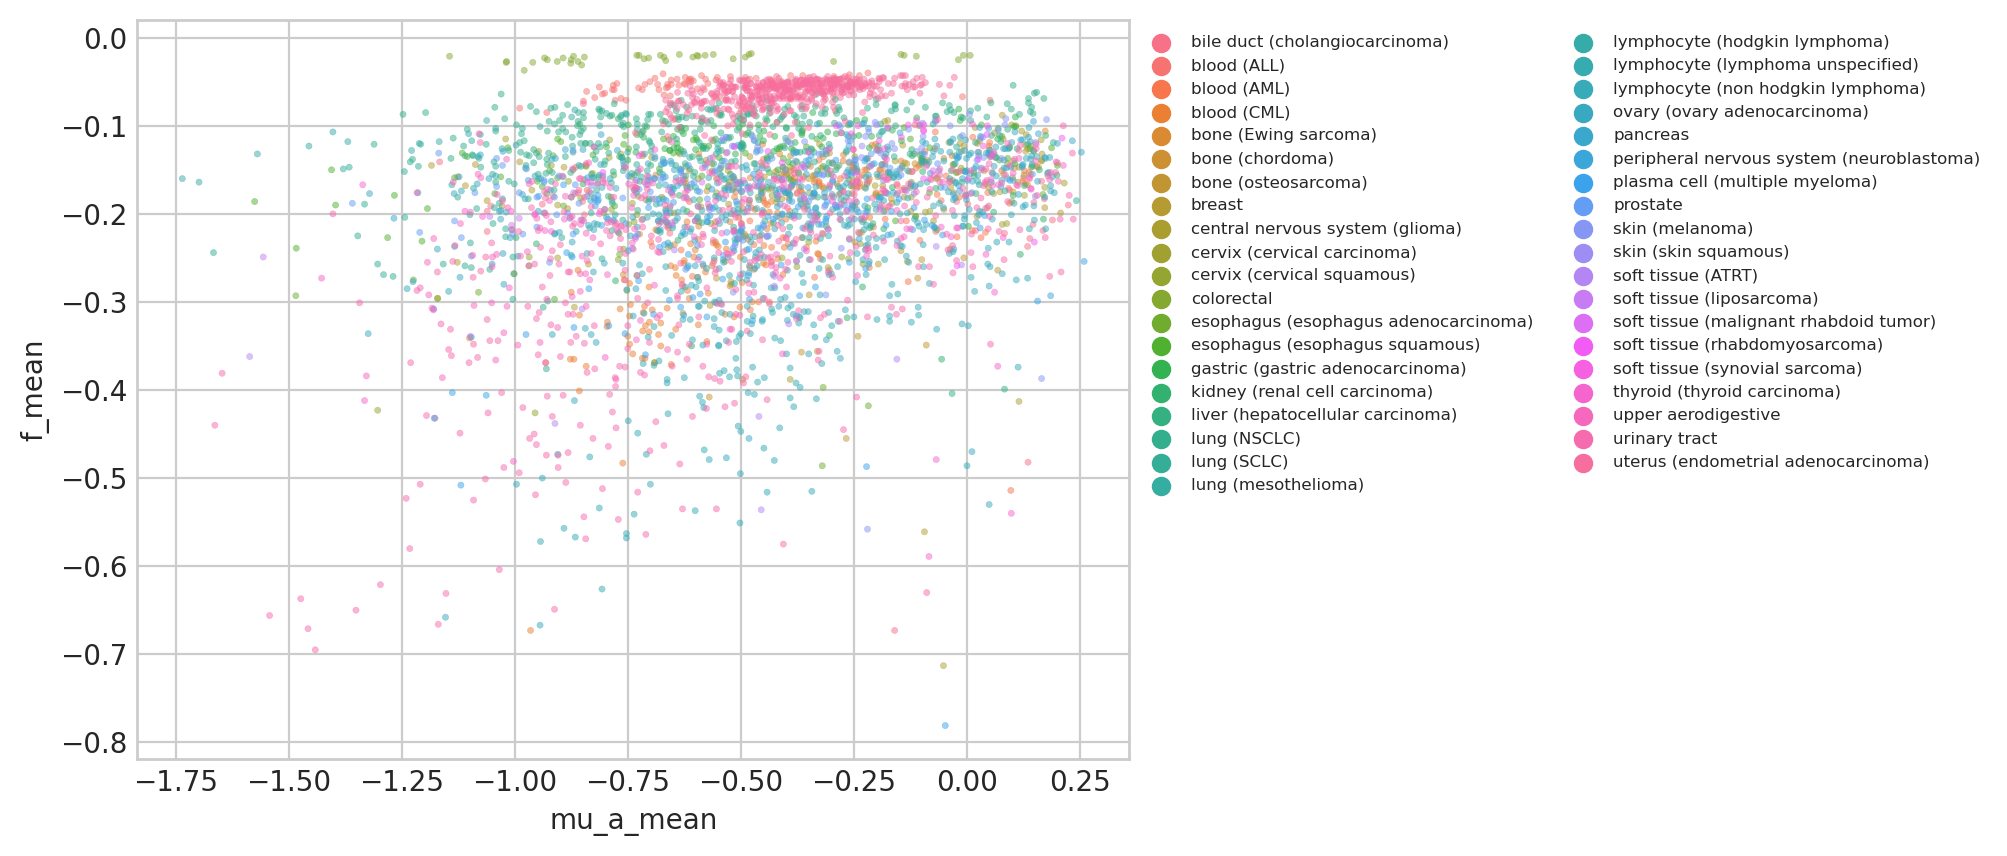 0.0
−0.1
−0.2
−0.3
−0.4
−0.5
−0.6
−0.7
−0.8
f_mean
−1.75 −1.50 −1.25 −1.00 −0.75 −0.50 −0.25 0.00 0.25
mu_a_mean
bile duct (cholangiocarcinoma)
blood (ALL)
blood (AML)
blood (CML)
bone (Ewing sarcoma)
bone (chordoma)
bone (osteosarcoma)
breast
central nervous system (glioma)
cervix (cervical carcinoma)
cervix (cervical squamous)
colorectal
esophagus (esophagus adenocarcinoma)
esophagus (esophagus squamous)
gastric (gastric adenocarcinoma)
kidney (renal cell carcinoma)
liver (hepatocellular carcinoma)
lung (NSCLC)
lung (SCLC)
lung (mesothelioma)
lymphocyte (hodgkin lymphoma)
lymphocyte (lymphoma unspecified)
lymphocyte (non hodgkin lymphoma)
ovary (ovary adenocarcinoma)
pancreas
peripheral nervous system (neuroblastoma)
plasma cell (multiple myeloma)
prostate
skin (melanoma)
skin (skin squamous)
soft tissue (ATRT)
soft tissue (liposarcoma)
soft tissue (malignant rhabdoid tumor)
soft tissue (rhabdomyosarcoma)
soft tissue (synovial sarcoma)
thyroid (thyroid carcinoma)
upper aerodigestive
urinary tract
uterus (endometrial adenocarcinoma)